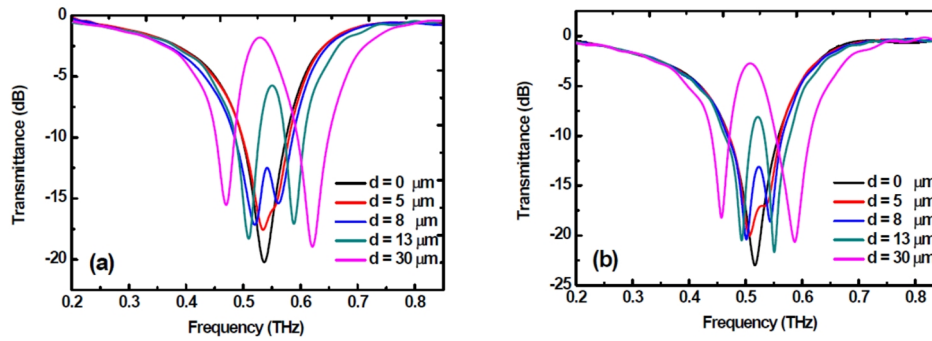 0
-5
-10
-15
-20
Transmittance (dB)
d = 0 μm
d = 5 μm
d = 8 μm
d = 13 μm
d = 30 μm
(a)
0.2 0.3 0.4 0.5 0.6 0.7 0.8
Frequency (THz)
0
-5
-10
-15
-20
-25
Transmittance (dB)
d = 0 μm
d = 5 μm
d = 8 μm
d = 13 μm
d = 30 μm
(b)
0.2 0.3 0.4 0.5 0.6 0.7 0.8
Frequency (THz)